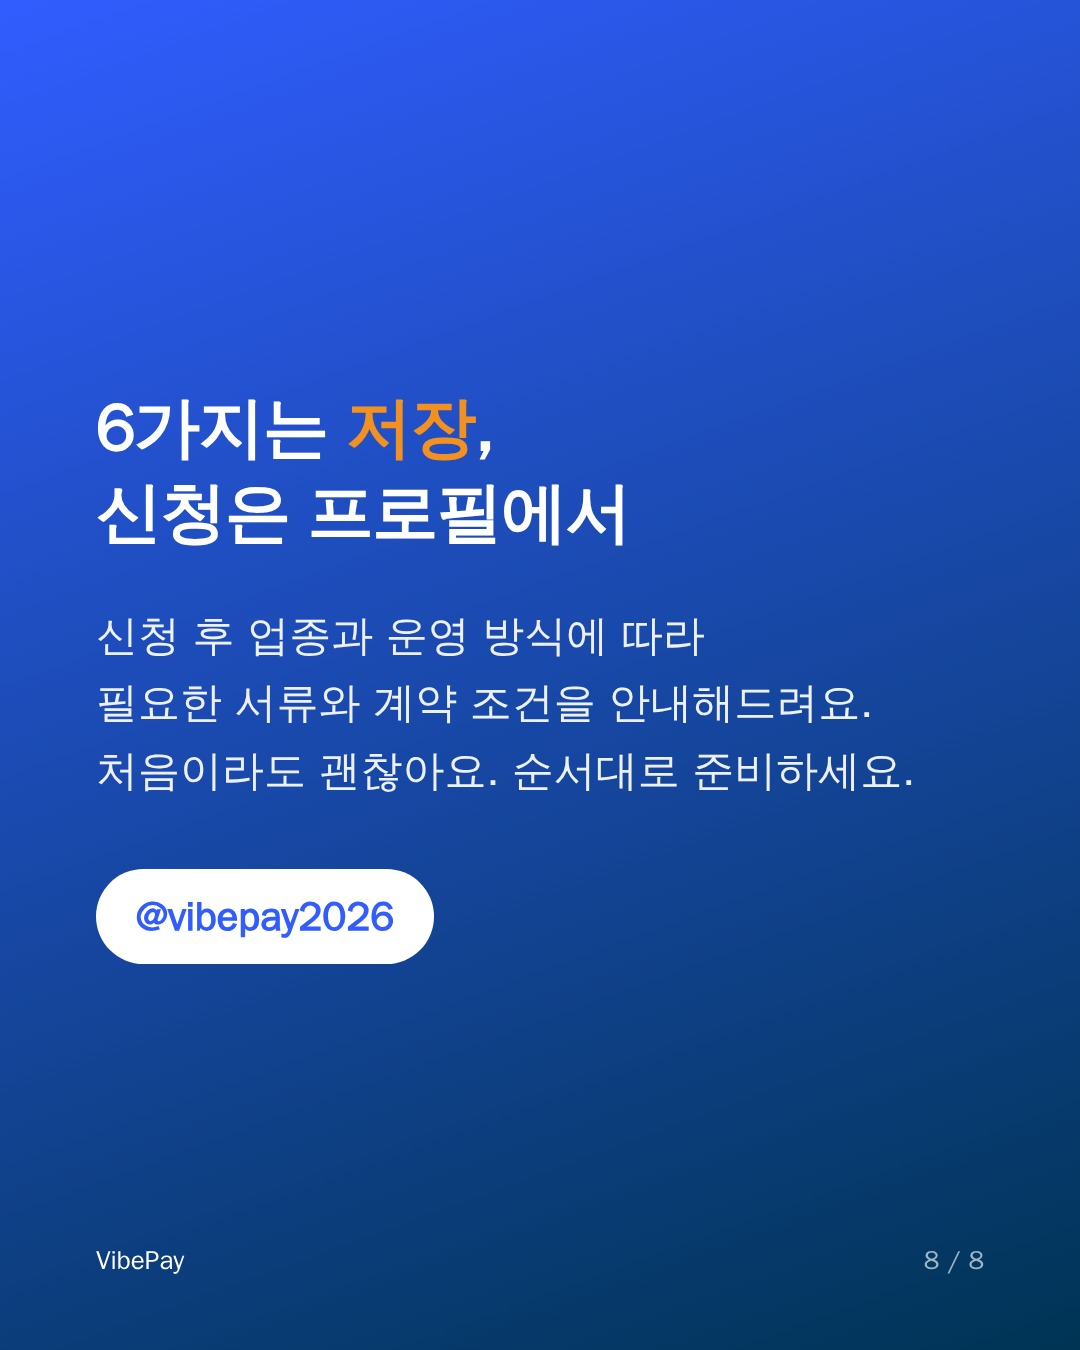 6가지는 저장,
신청은 프로필에서
신청 후 업종과 운영 방식에 따라
필요한 서류와 계약 조건을 안내해드려요.
처음이라도 괜찮아요. 순서대로 준비하세요.
@vibepay2026
VibePay
8 / 8